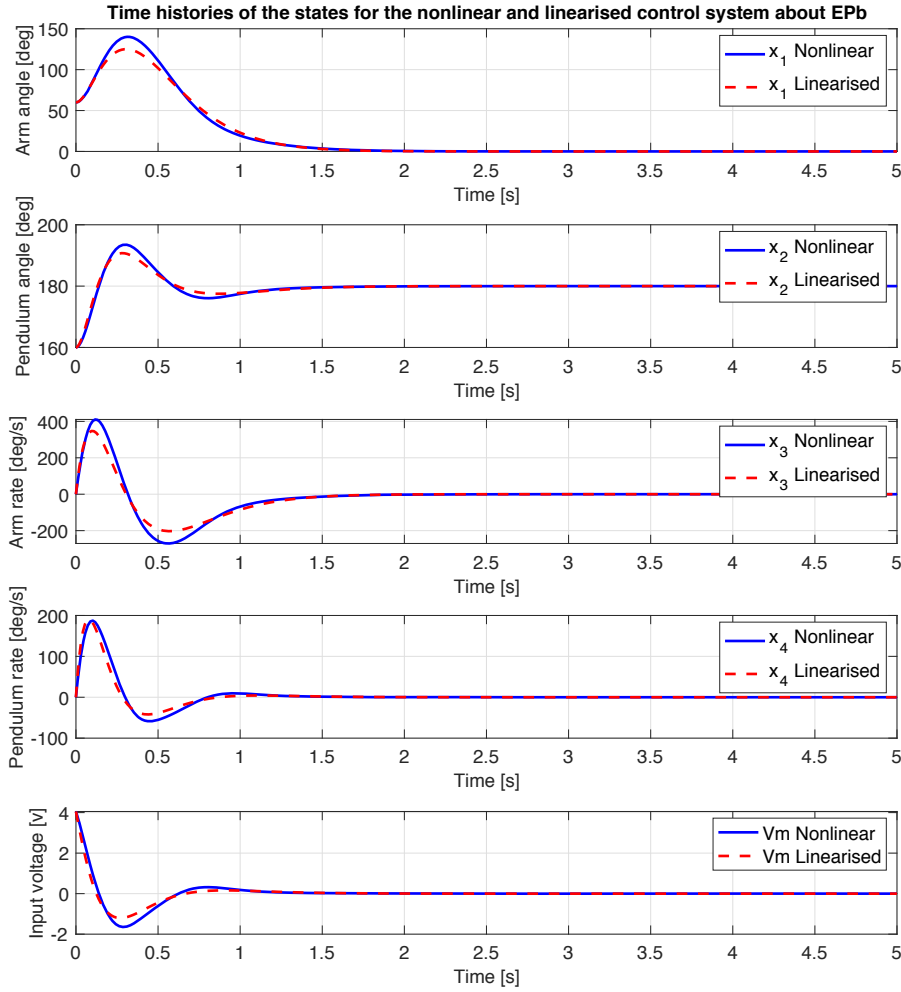 Time histories of the states for the nonlinear and linearised control system about EPb
Arm angle [deg]
150
100
50
0
x1 Nonlinear
x1 Linearised
0 0.5 1 1.5 2 2.5 3 3.5 4 4.5 5
Time [s]
Pendulum angle [deg]
200
180
160
x2 Nonlinear
x2 Linearised
0 0.5 1 1.5 2 2.5 3 3.5 4 4.5 5
Time [s]
Arm rate [deg/s]
400
200
0
-200
x3 Nonlinear
x3 Linearised
0 0.5 1 1.5 2 2.5 3 3.5 4 4.5 5
Time [s]
Pendulum rate [deg/s]
200
100
0
-100
x4 Nonlinear
x4 Linearised
0 0.5 1 1.5 2 2.5 3 3.5 4 4.5 5
Time [s]
Input voltage [v]
4
2
0
-2
Vm Nonlinear
Vm Linearised
0 0.5 1 1.5 2 2.5 3 3.5 4 4.5 5
Time [s]